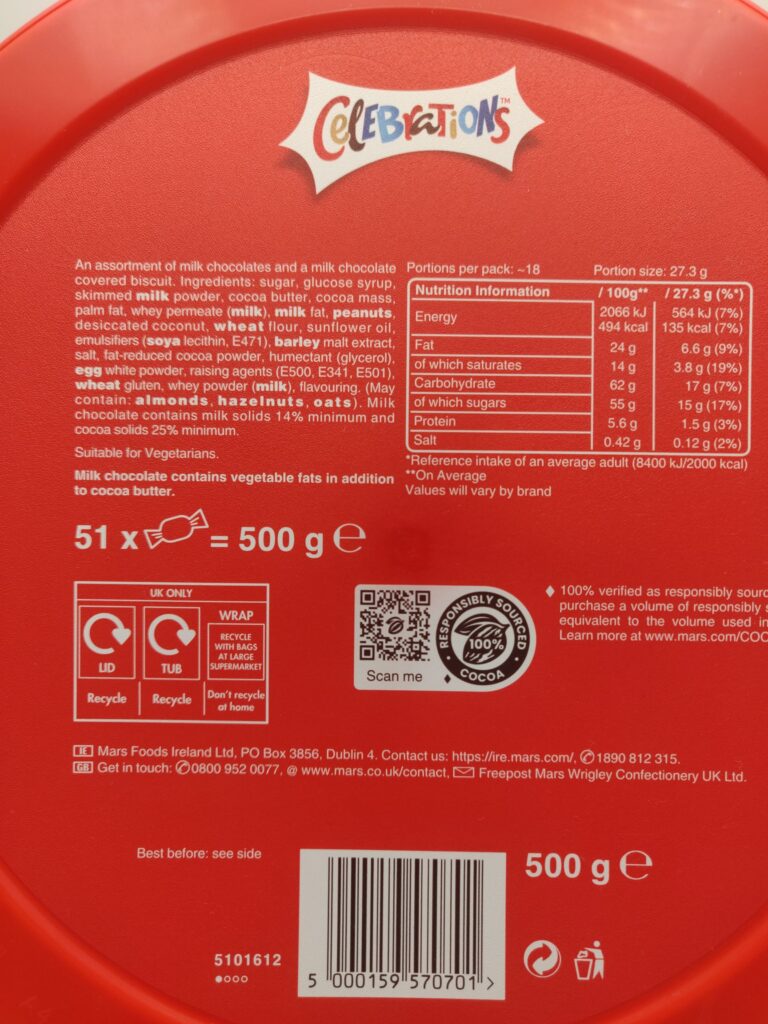 CELEBRATIONS™
An assortment of milk chocolates and a milk chocolate
covered biscuit. Ingredients: sugar, glucose syrup,
skimmed milk powder, cocoa butter, cocoa mass,
palm fat, whey permeate (milk), milk fat, peanuts,
desiccated coconut, wheat flour, sunflower oil,
emulsifiers (soya lecithin, E471), barley malt extract,
salt, fat-reduced cocoa powder, humectant (glycerol),
egg white powder, raising agents (E500, E341, E501),
wheat gluten, whey powder (milk), flavouring. (May
contain: almonds, hazelnuts, oats). Milk
chocolate contains milk solids 14% minimum and
cocoa solids 25% minimum.
Suitable for Vegetarians.
Milk chocolate contains vegetable fats in addition
to cocoa butter.
Portions per pack: ~18 Portion size: 27.3 g
Nutrition Information / 100g** / 27.3 g (%*)
Energy 2066 kJ 564 kJ (7%)
494 kcal 135 kcal (7%)
Fat 24 g 6.6 g (9%)
of which saturates 14 g 3.8 g (19%)
Carbohydrate 62 g 17 g (7%)
of which sugars 55 g 15 g (17%)
Protein 5.6 g 1.5 g (3%)
Salt 0.42 g 0.12 g (2%)
*Reference intake of an average adult (8400 kJ/2000 kcal)
**On Average
Values will vary by brand
51 x = 500 g ℮
UK ONLY
LID
Recycle
TUB
Recycle
WRAP
RECYCLE
WITH BAGS
AT LARGE
SUPERMARKET
Don't recycle
at home
Scan me
RESPONSIBLY SOURCED
100%
♦ COCOA •
♦ 100% verified as responsibly sourc
purchase a volume of responsibly s
equivalent to the volume used in
Learn more at www.mars.com/COC
IE Mars Foods Ireland Ltd, PO Box 3856, Dublin 4. Contact us: https://ire.mars.com/, ✆1890 812 315.
GB Get in touch: ✆0800 952 0077, @ www.mars.co.uk/contact, Freepost Mars Wrigley Confectionery UK Ltd.
Best before: see side
500 g ℮
5101612
5 000159 570701 >